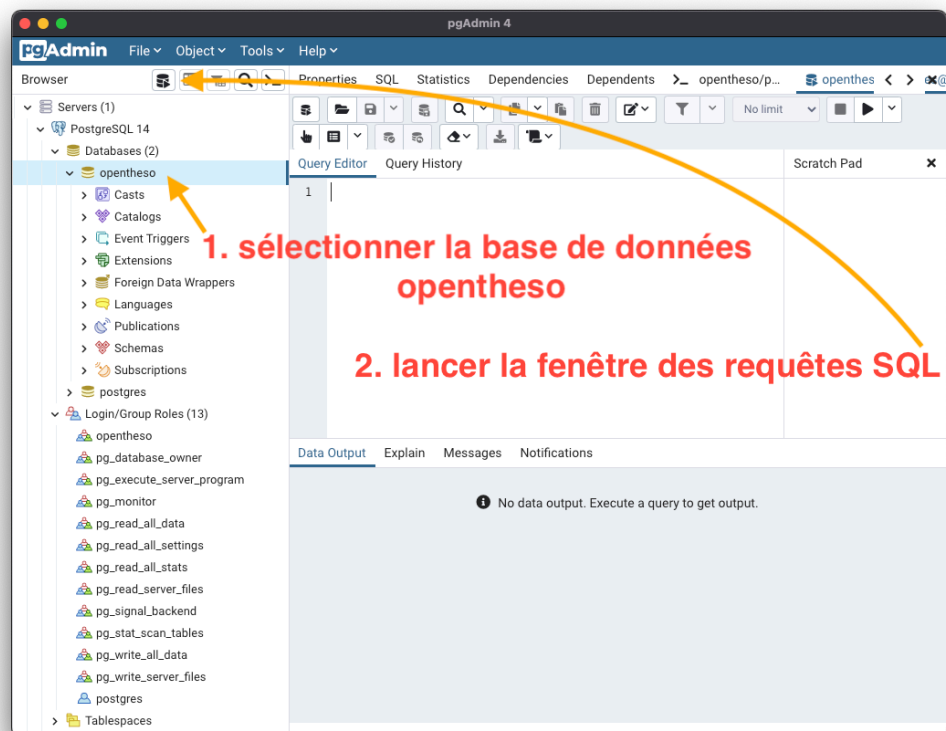 pgAdmin 4
pgAdmin File Object Tools Help
Browser
Properties SQL Statistics Dependencies Dependents opentheso/p... openthes
Servers (1)
PostgreSQL 14
Databases (2)
opentheso
Casts
Catalogs
Event Triggers
Extensions
Foreign Data Wrappers
Languages
Publications
Schemas
Subscriptions
postgres
Login/Group Roles (13)
opentheso
pg_database_owner
pg_execute_server_program
pg_monitor
pg_read_all_data
pg_read_all_settings
pg_read_all_stats
pg_read_server_files
pg_signal_backend
pg_stat_scan_tables
pg_write_all_data
pg_write_server_files
postgres
Tablespaces
No limit
Query Editor Query History
Scratch Pad
1
1. sélectionner la base de données
opentheso
2. lancer la fenêtre des requêtes SQL
Data Output Explain Messages Notifications
No data output. Execute a query to get output.